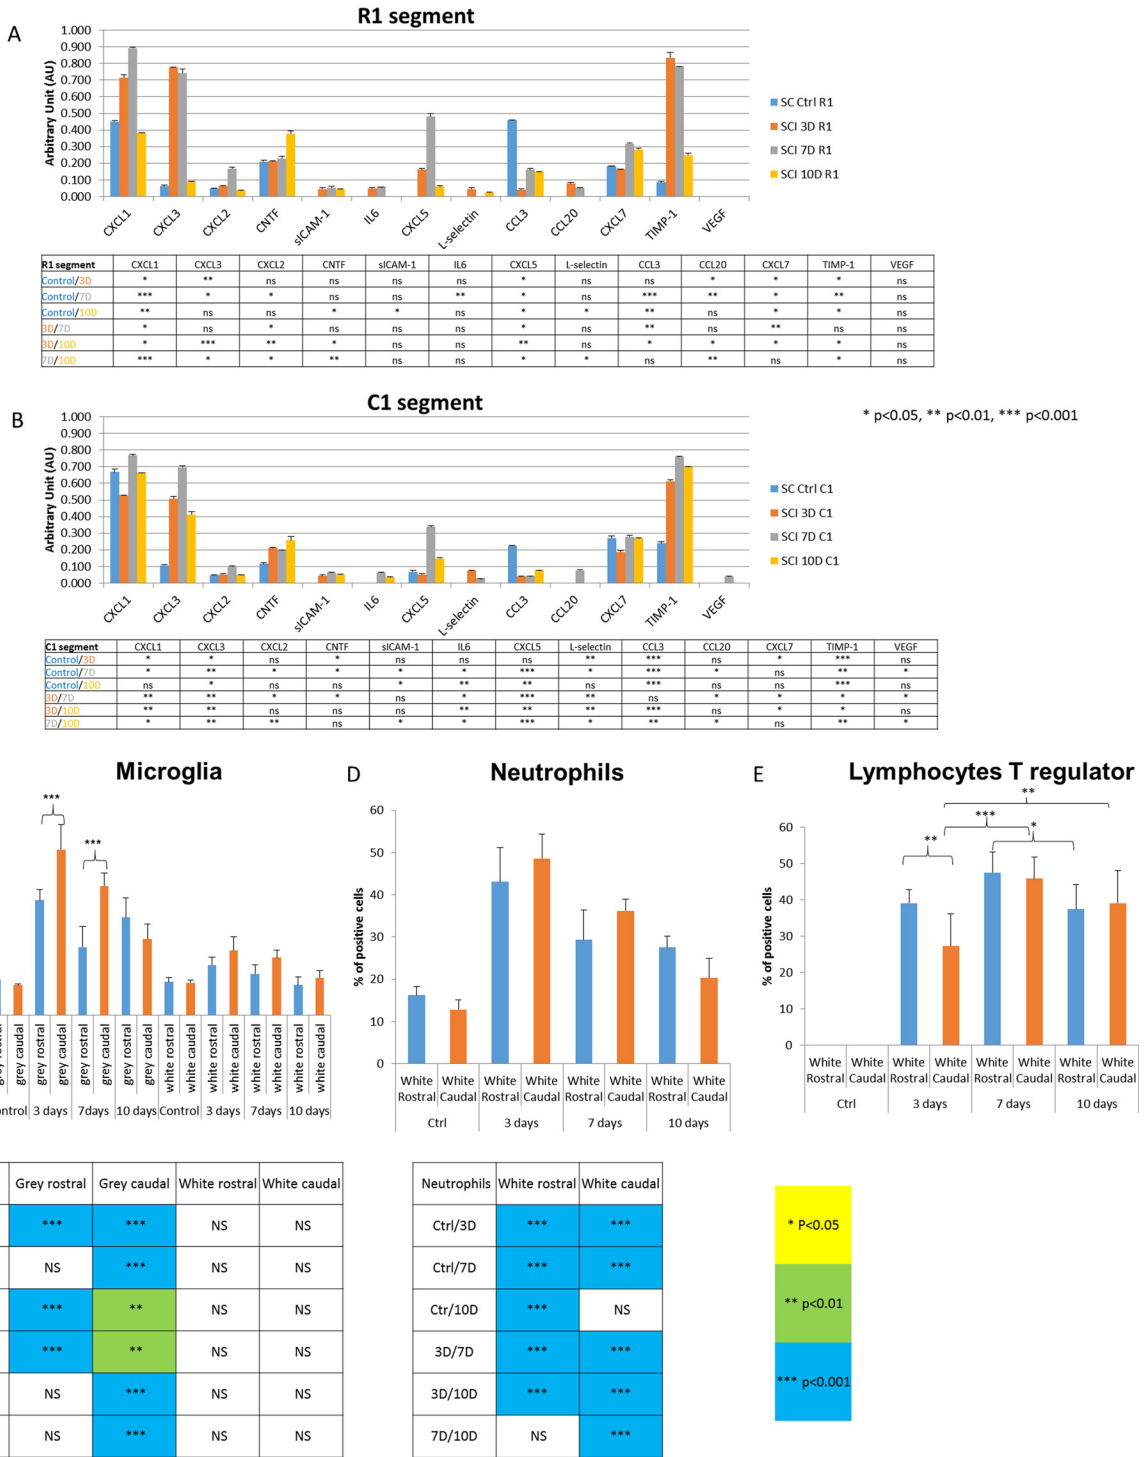 R1 segment
A
1.000
0.900
0.800
0.700
0.600
0.500
0.400
0.300
0.200
0.100
0.000
Arbitrary Unit (AU)
CXCL1 CXCL3 CXCL2 CNTF sICAM-1 IL6 CXCL5 L-selectin CCL3 CCL20 CXCL7 TIMP-1 VEGF
SC Ctrl R1
SCI 3D R1
SCI 7D R1
SCI 10D R1
R1 segment CXCL1 CXCL3 CXCL2 CNTF sICAM-1 IL6 CXCL5 L-selectin CCL3 CCL20 CXCL7 TIMP-1 VEGF
Control/3D * ** ns ns ns ns * ns ns * * * ns
Control/7D *** * * ns ns ** * ns *** ** * ** ns
Control/10D ** ns ns * * ns * * ** ns * * ns
3D/7D * ns * ns ns ns * ns ** ns ** ns ns
3D/10D * *** ** * ns ns ** ns * * * * ns
7D/10D *** * * ** ns ns * * ns ** ns * ns
C1 segment
B
* p<0.05, ** p<0.01, *** p<0.001
1.000
0.900
0.800
0.700
0.600
0.500
0.400
0.300
0.200
0.100
0.000
Arbitrary Unit (AU)
CXCL1 CXCL3 CXCL2 CNTF sICAM-1 IL6 CXCL5 L-selectin CCL3 CCL20 CXCL7 TIMP-1 VEGF
SC Ctrl C1
SCI 3D C1
SCI 7D C1
SCI 10D C1
C1 segment CXCL1 CXCL3 CXCL2 CNTF sICAM-1 IL6 CXCL5 L-selectin CCL3 CCL20 CXCL7 TIMP-1 VEGF
Control/3D * * ns * ns ns ns ** *** ns * *** ns
Control/7D * ** * * * * *** * *** * ns ** *
Control/10D ns * ns ns * ** ** ns *** ns ns *** ns
3D/7D ** ** * * ns * *** ** ns * * * *
3D/10D ** ** ns ns ns ** ** ** *** ns * * ns
7D/10D * ** ** ns * * *** * ** * ns ** *
Microglia
***
***
grey rostral grey caudal grey rostral grey caudal grey rostral grey caudal grey rostral grey caudal white rostral white caudal white rostral white caudal white rostral white caudal white rostral white caudal
ontrol 3 days 7days 10 days Control 3 days 7days 10 days
D
Neutrophils
60
50
40
30
20
10
0
% of positive cells
White Rostral White Caudal White Rostral White Caudal White Rostral White Caudal White Rostral White Caudal
Ctrl 3 days 7 days 10 days
E
Lymphocytes T regulator
**
***
*
**
60
50
40
30
20
10
0
% of positive cells
White Rostral White Caudal White Rostral White Caudal White Rostral White Caudal White Rostral White Caudal
Ctrl 3 days 7 days 10 days
Grey rostral Grey caudal White rostral White caudal
*** *** NS NS
NS *** NS NS
*** ** NS NS
*** ** NS NS
NS *** NS NS
NS *** NS NS
Neutrophils White rostral White caudal
Ctrl/3D *** ***
Ctrl/7D *** ***
Ctr/10D *** NS
3D/7D *** ***
3D/10D *** ***
7D/10D NS ***
* P<0.05
** p<0.01
*** p<0.001